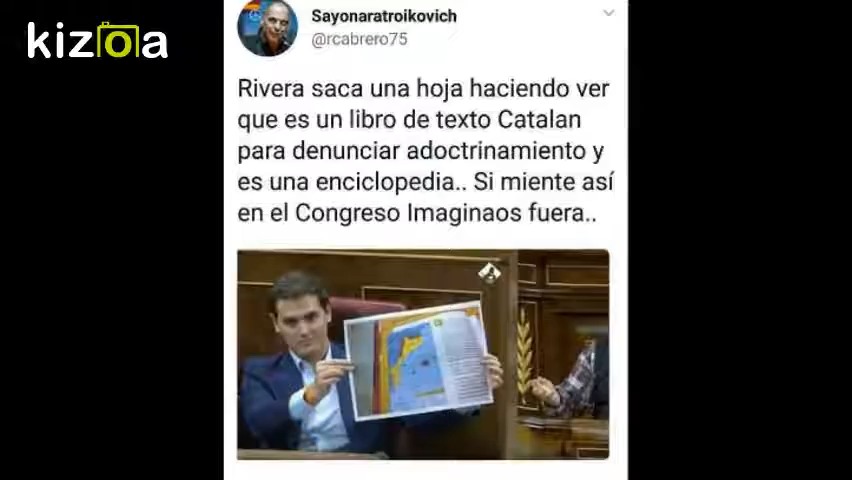 kizoa
Sayonaratroikovich
@rcabrero75
Rivera saca una hoja haciendo ver
que es un libro de texto Catalan
para denunciar adoctrinamiento y
es una enciclopedia.. Si miente así
en el Congreso Imaginaos fuera..